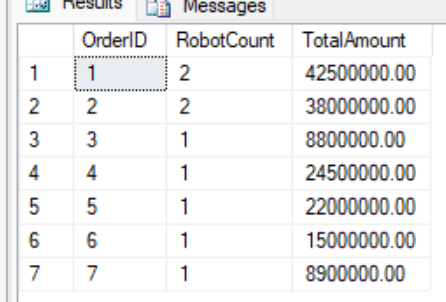 Results Messages
OrderID RobotCount TotalAmount
1 1 2 42500000.00
2 2 2 38000000.00
3 3 1 8800000.00
4 4 1 24500000.00
5 5 1 22000000.00
6 6 1 15000000.00
7 7 1 8900000.00